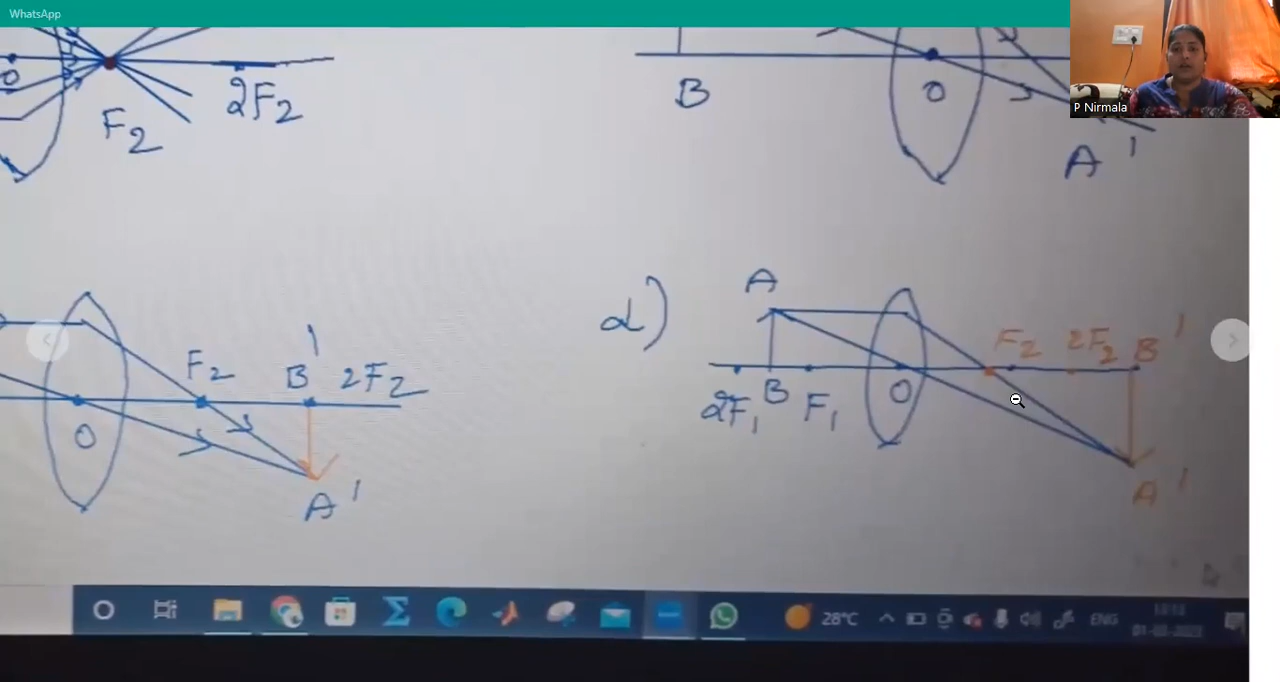 WhatsApp
P Nirmala
O
F2
2F2
B
O
A'
F2
B'
2F2
O
A'
d)
A
2F1
B
F1
O
F2
2F2
B'
A'
28°C
ENG